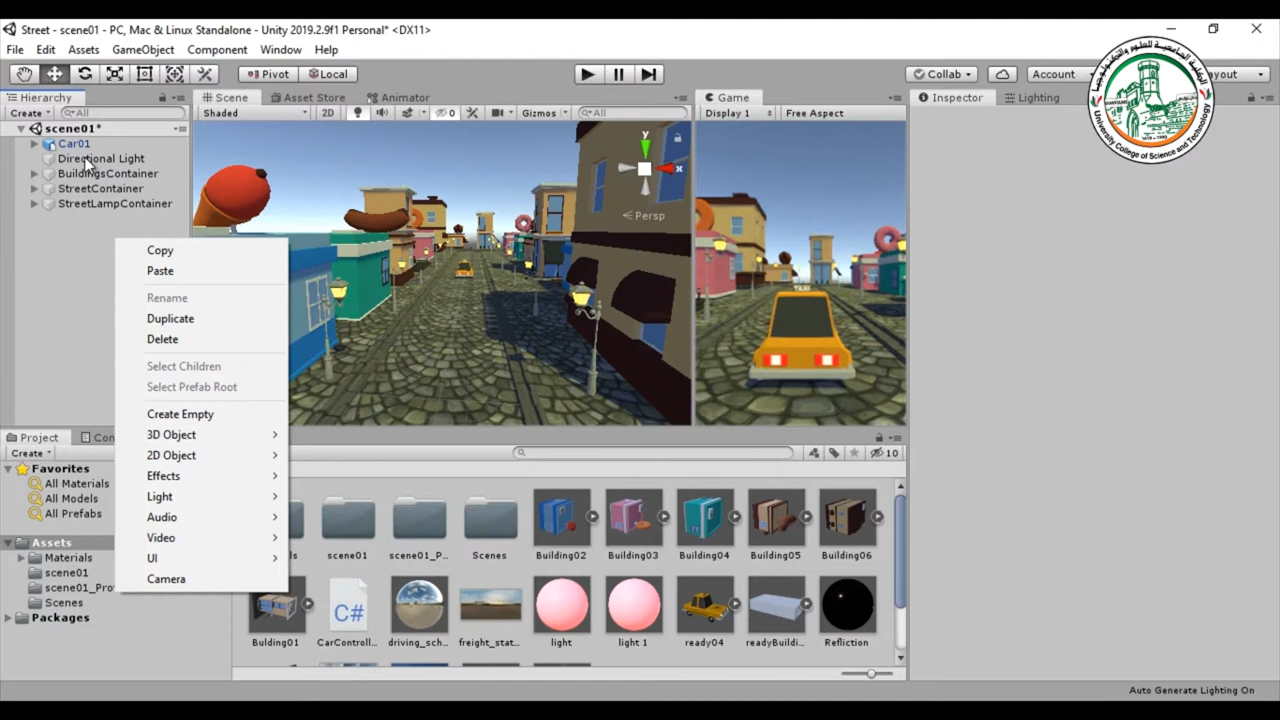 Street - scene01 - PC, Mac & Linux Standalone - Unity 2019.2.9f1 Personal* <DX11>
File Edit Assets GameObject Component Window Help
Pivot Local Collab Account
Hierarchy Scene Asset Store Animator Game Inspector Lighting
Create All Shaded 2D 0 Gizmos All Display 1 Free Aspect
scene01*
Car01
Directional Light
BuildingsContainer
StreetContainer
StreetLampContainer
y
x
Persp
TAXI
Copy
Paste
Rename
Duplicate
Delete
Select Children
Select Prefab Root
Create Empty
3D Object
2D Object
Effects
Light
Audio
Video
UI
Camera
Project
Create 10
Favorites
All Materials
All Models
All Prefabs
Assets
Materials
scene01
Scenes
Packages
scene01 scene01_P... Scenes Building02 Building03 Building04 Building05 Building06
Bulding01 CarControll... driving_sch... freight_stat... light light 1 ready04 readyBuildi... Refliction
C#
Auto Generate Lighting On
University College of Science and Technology